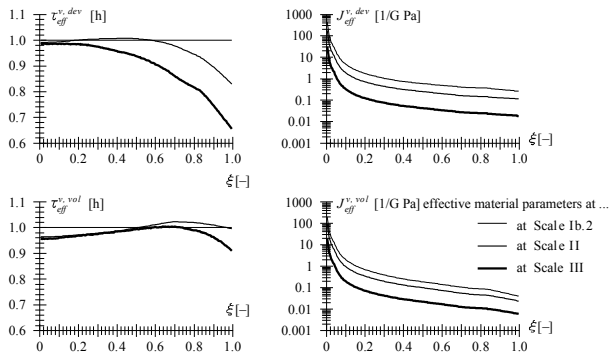 τ v, dev eff [h]
1.1
1.0
0.9
0.8
0.7
0.6
0 0.2 0.4 0.6 0.8 1.0
ξ [–]
J v, dev eff [1/G Pa]
1000
100
10
1
0.1
0.01
0.001
0 0.2 0.4 0.6 0.8 1.0
ξ [–]
τ v, vol eff [h]
1.1
1.0
0.9
0.8
0.7
0.6
0 0.2 0.4 0.6 0.8 1.0
ξ [–]
J v, vol eff [1/G Pa] effective material parameters at ...
1000
100
10
1
0.1
0.01
0.001
0 0.2 0.4 0.6 0.8 1.0
ξ [–]
at Scale Ib.2
at Scale II
at Scale III